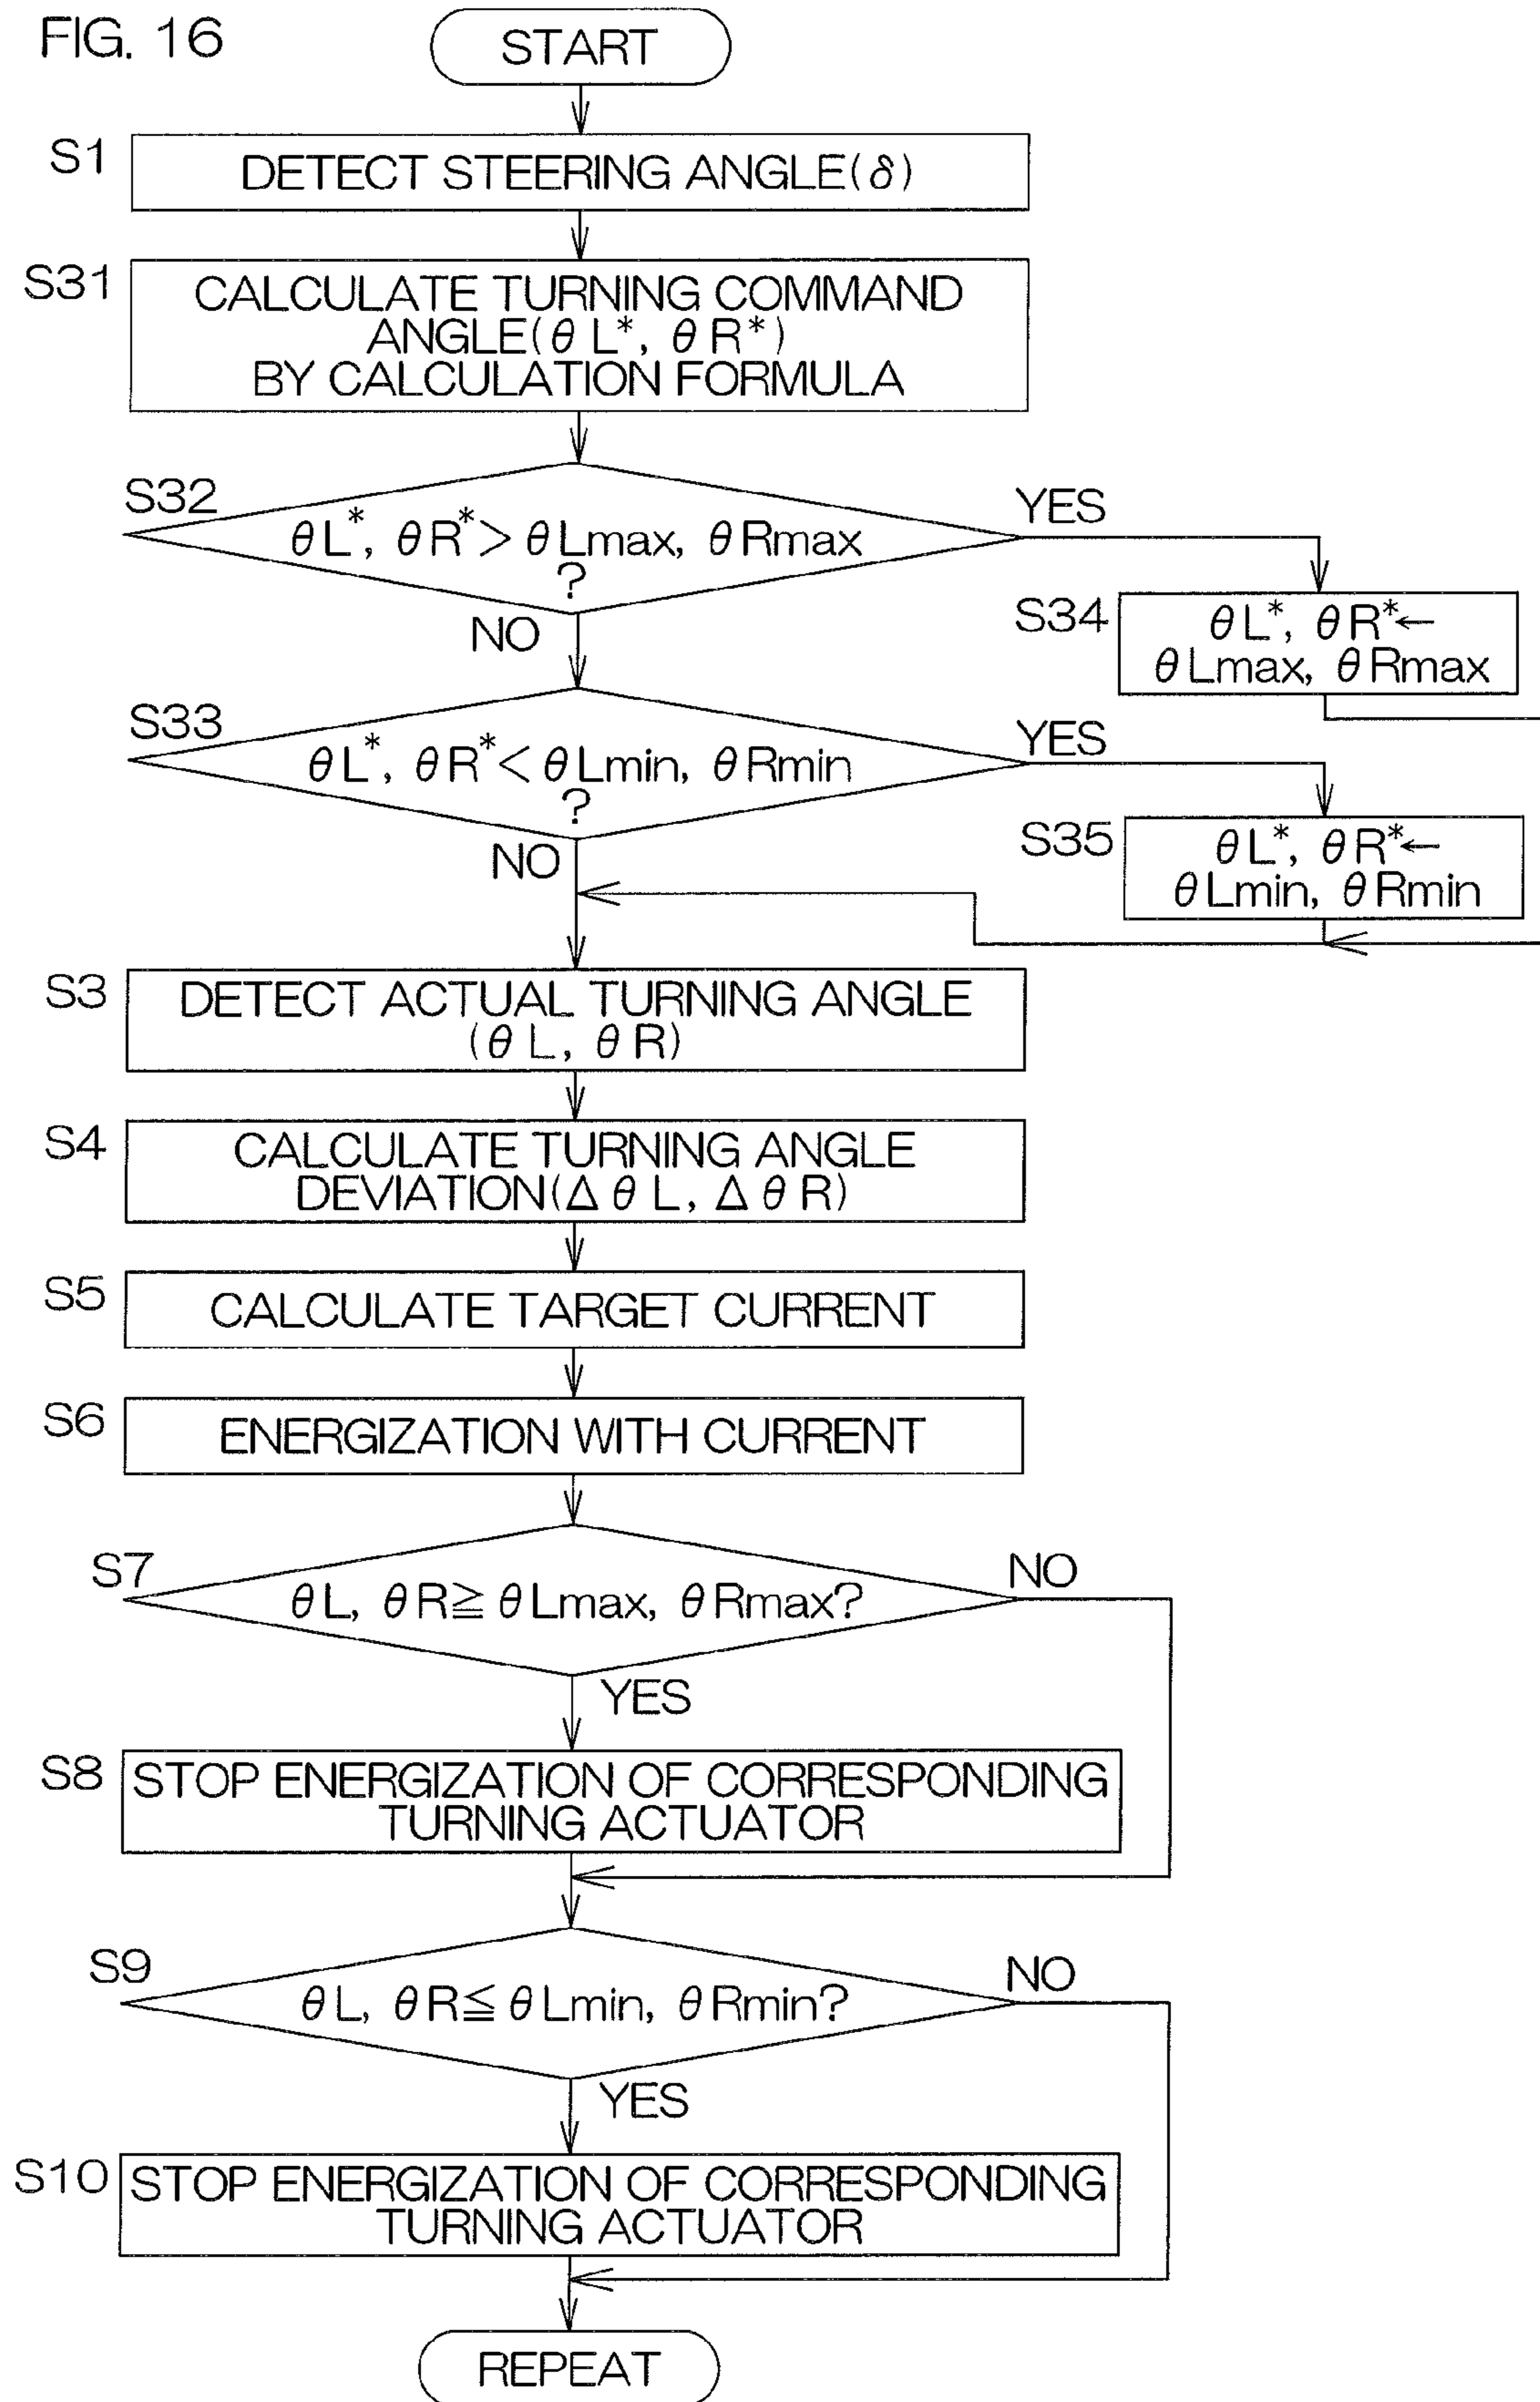 FIG. 16
START
S1
DETECT STEERING ANGLE(δ)
S31
CALCULATE TURNING COMMAND
ANGLE(θL*, θR*)
BY CALCULATION FORMULA
S32
θL*, θR*>θLmax, θRmax
?
YES
NO
S34
θL*, θR*←
θLmax, θRmax
S33
θL*, θR*<θLmin, θRmin
?
YES
NO
S35
θL*, θR*←
θLmin, θRmin
S3
DETECT ACTUAL TURNING ANGLE
(θL, θR)
S4
CALCULATE TURNING ANGLE
DEVIATION(ΔθL, ΔθR)
S5
CALCULATE TARGET CURRENT
S6
ENERGIZATION WITH CURRENT
S7
θL, θR≧θLmax, θRmax?
NO
YES
S8
STOP ENERGIZATION OF CORRESPONDING
TURNING ACTUATOR
S9
θL, θR≦θLmin, θRmin?
NO
YES
S10
STOP ENERGIZATION OF CORRESPONDING
TURNING ACTUATOR
REPEAT